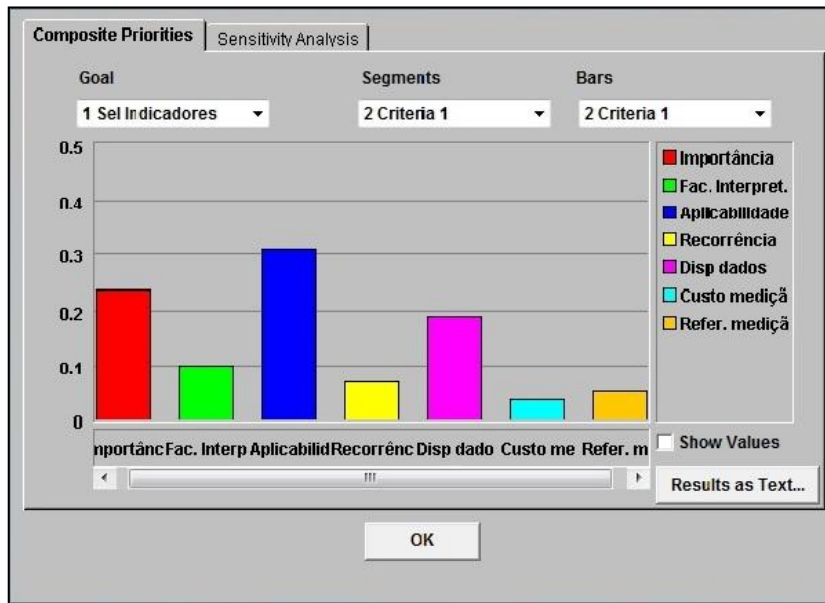 Composite Priorities Sensitivity Analysis
Goal Segments Bars
1 Sel Indicadores 2 Criteria 1 2 Criteria 1
0.5
0.4
0.3
0.2
0.1
0
Importância
Fac. Interpret.
Aplicabilidade
Recorrência
Disp dados
Custo mediçã
Refer. mediçã
nportânc Fac. Interp Aplicabilid Recorrênc Disp dado Custo me Refer. m
Show Values
Results as Text...
OK